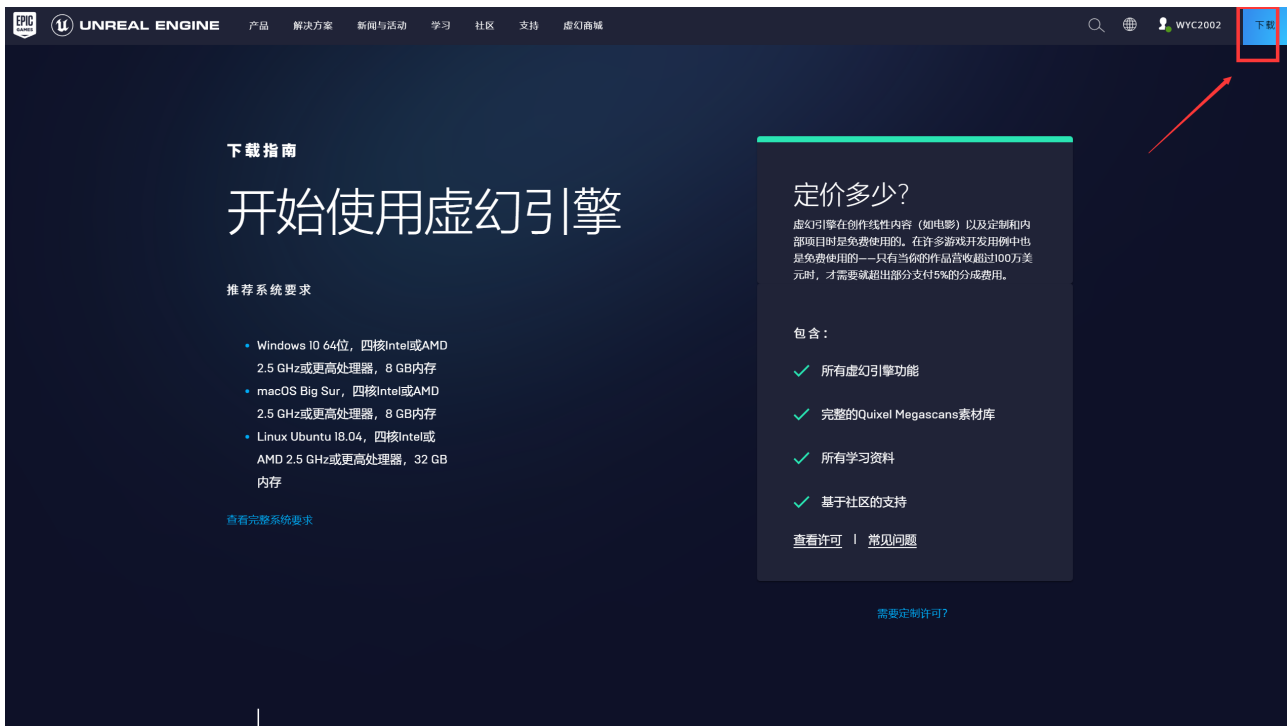 EPIC GAMES UNREAL ENGINE 产品 解决方案 新闻与活动 学习 社区 支持 虚幻商城 WYC2002 下载
下载指南
开始使用虚幻引擎
推荐系统要求
• Windows 10 64位，四核Intel或AMD
2.5 GHz或更高处理器，8 GB内存
• macOS Big Sur，四核Intel或AMD
2.5 GHz或更高处理器，8 GB内存
• Linux Ubuntu 18.04，四核Intel或
AMD 2.5 GHz或更高处理器，32 GB
内存
查看完整系统要求
定价多少？
虚幻引擎在创作线性内容（如电影）以及定制和内
部项目时是免费使用的。在许多游戏开发用例中也
是免费使用的——只有当你的作品营收超过100万美
元时，才需要就超出部分支付5%的分成费用。
包含：
所有虚幻引擎功能
完整的Quixel Megascans素材库
所有学习资料
基于社区的支持
查看许可 | 常见问题
需要定制许可？